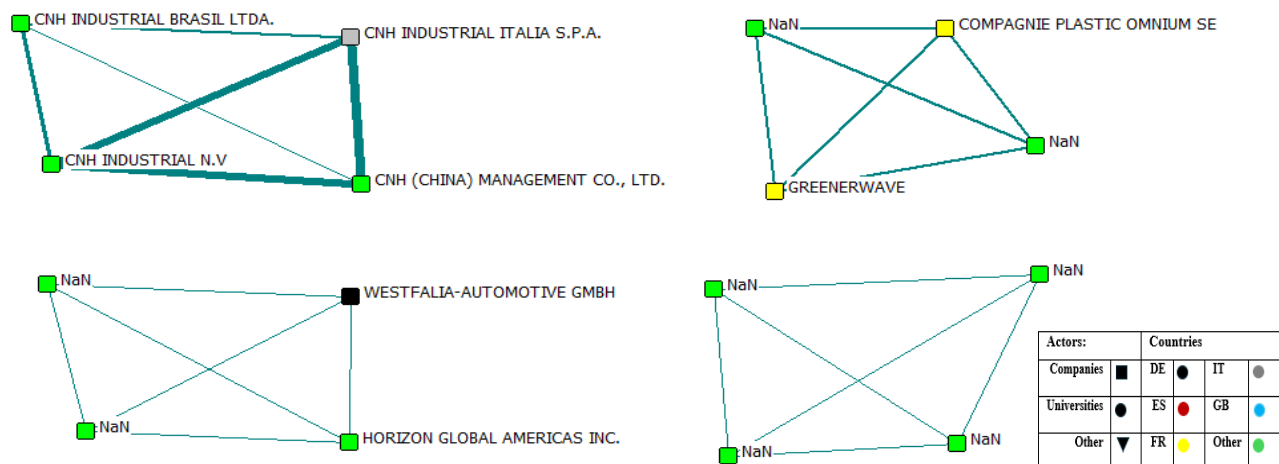 CNH INDUSTRIAL BRASIL LTDA.
CNH INDUSTRIAL ITALIA S.P.A.
CNH INDUSTRIAL N.V
CNH (CHINA) MANAGEMENT CO., LTD.
NaN
COMPAGNIE PLASTIC OMNIUM SE
NaN
GREENERWAVE
NaN
WESTFALIA-AUTOMOTIVE GMBH
NaN
HORIZON GLOBAL AMERICAS INC.
NaN
NaN
NaN
NaN
Actors: Countries
Companies DE IT
Universities ES GB
Other FR Other